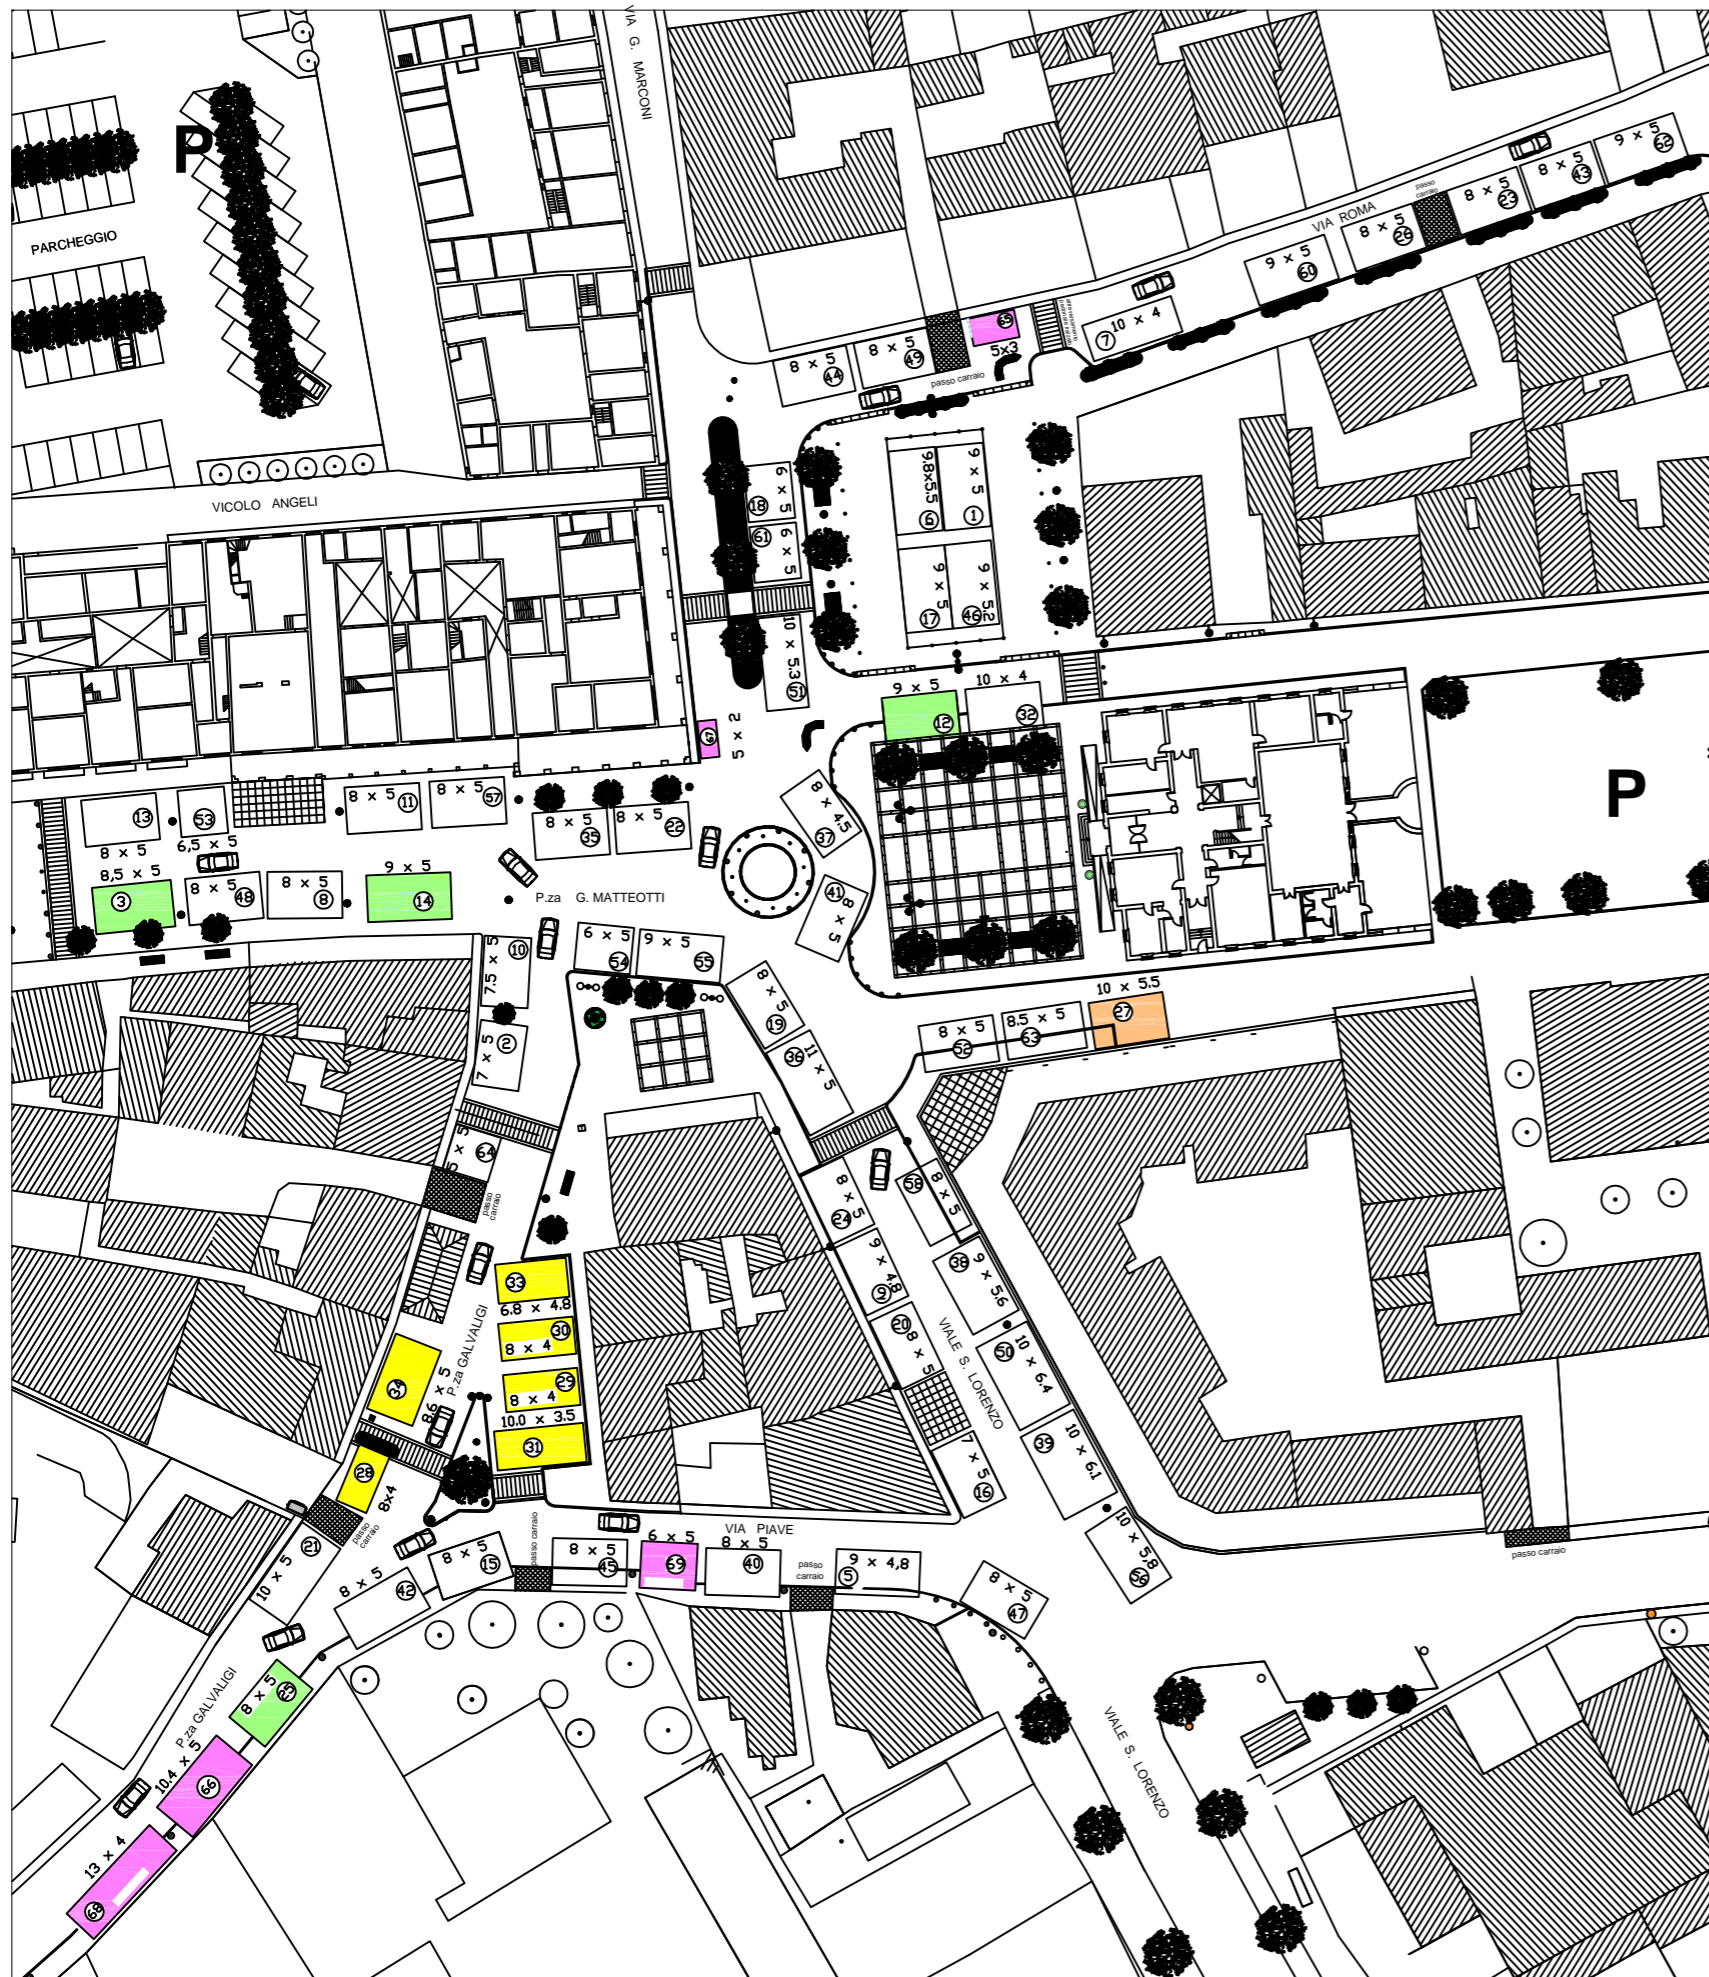 VIA G. MARCONI
P
PARCHEGGIO
VIA ROMA
9 x 5
62
8 x 5
43
8 x 5
23
passo carraio
8 x 5
26
9 x 5
60
10 x 4
7
65
5x3
passo carraio
8 x 5
49
8 x 5
44
VICOLO ANGELI
6 x 5
18
6 x 5
61
9.8x5.5
6
9 x 5
1
9 x 5
17
9 x 5.2
46
10 x 5.3
51
9 x 5
12
10 x 4
32
67
5 x 2
P
13
8 x 5
53
6,5 x 5
8 x 5
11
8 x 5
57
8 x 5
35
8 x 5
22
8 x 4.5
37
41
8 x 5
8,5 x 5
3
8 x 5
48
8 x 5
8
9 x 5
14
P.za G. MATTEOTTI
10
7.5 x 5
6 x 5
54
9 x 5
55
8 x 5
19
36
11 x 5
2
7 x 5
8 x 5
52
8.5 x 5
63
10 x 5.5
27
5 x 5
64
passo carraio
8 x 5
24
58
8 x 5
9 x 4.8
9
38
9 x 5.6
20
8 x 5
VIALE S. LORENZO
50
10 x 6.4
39
10 x 6.1
7 x 5
16
10 x 5,8
56
33
6.8 x 4.8
30
8 x 4
29
8 x 4
10.0 x 3.5
31
P.za GALVALIGI
34
8,6 x 5
28
8x4
passo carraio
21
10 x 5
8 x 5
42
8 x 5
15
passo carraio
8 x 5
45
6 x 5
69
VIA PIAVE
8 x 5
40
passo carraio
9 x 4,8
5
8 x 5
47
passo carraio
P.za GALVALIGI
8 x 5
25
10.4 x 5
66
13 x 4
68
VIALE S. LORENZO